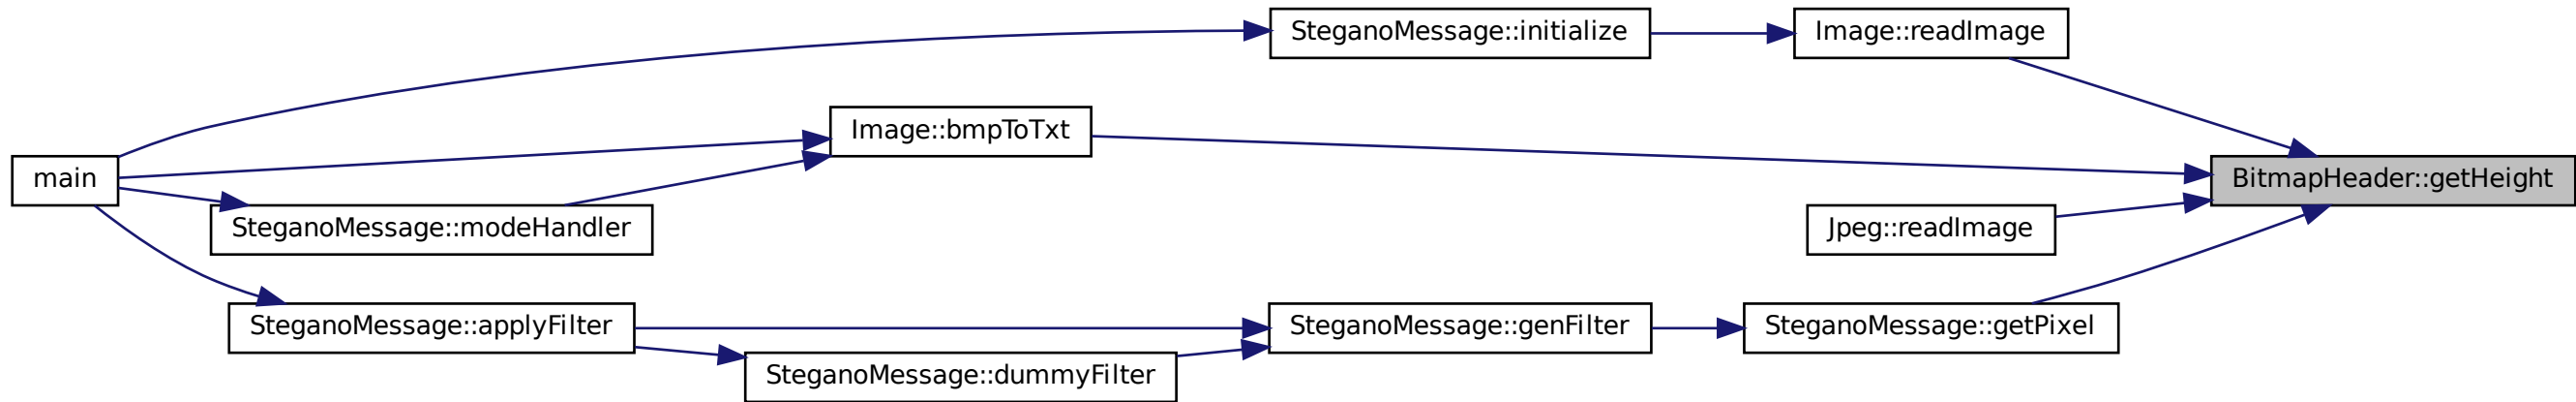 SteganoMessage::initialize
Image::readImage
Image::bmpToTxt
main
BitmapHeader::getHeight
SteganoMessage::modeHandler
Jpeg::readImage
SteganoMessage::applyFilter
SteganoMessage::genFilter
SteganoMessage::getPixel
SteganoMessage::dummyFilter